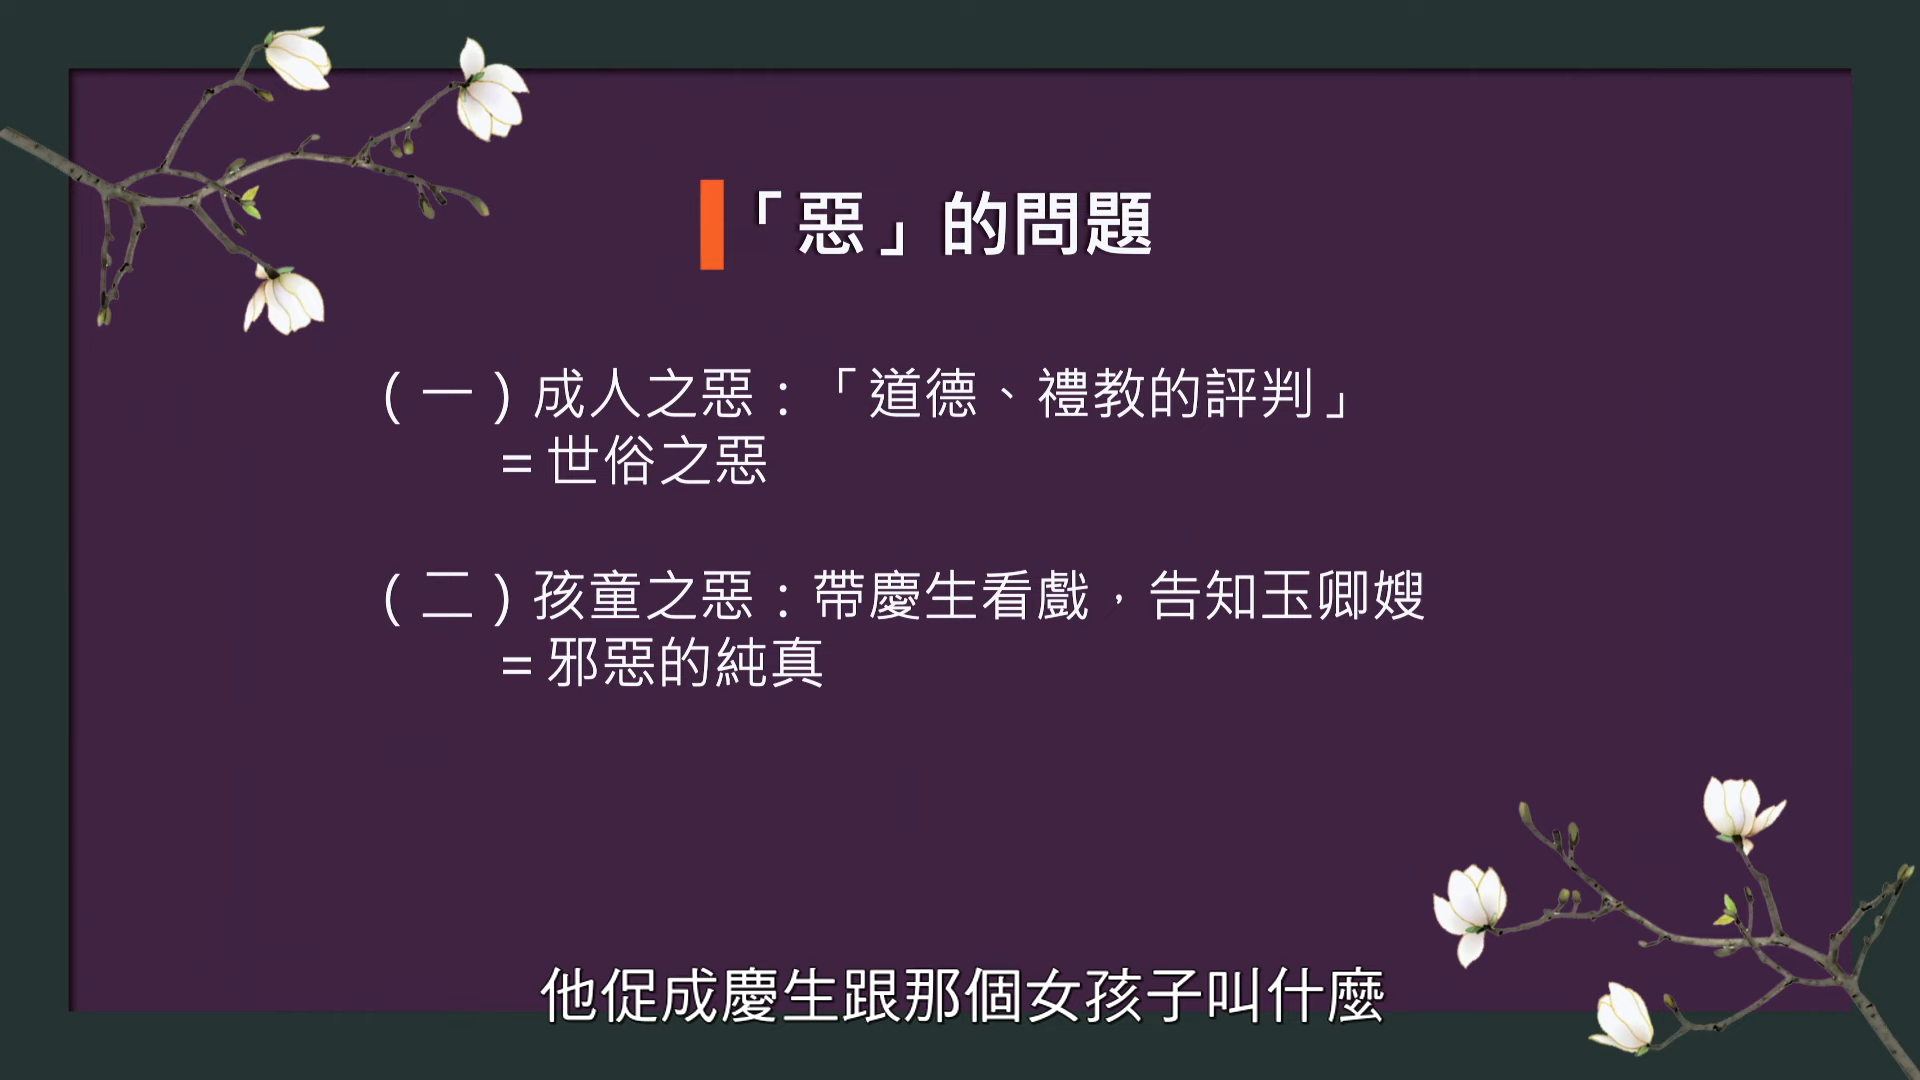 「惡」的問題
(一)成人之惡：「道德、禮教的評判」
=世俗之惡
(二)孩童之惡：帶慶生看戲，告知玉卿嫂
=邪惡的純真
他促成慶生跟那個女孩子叫什麼